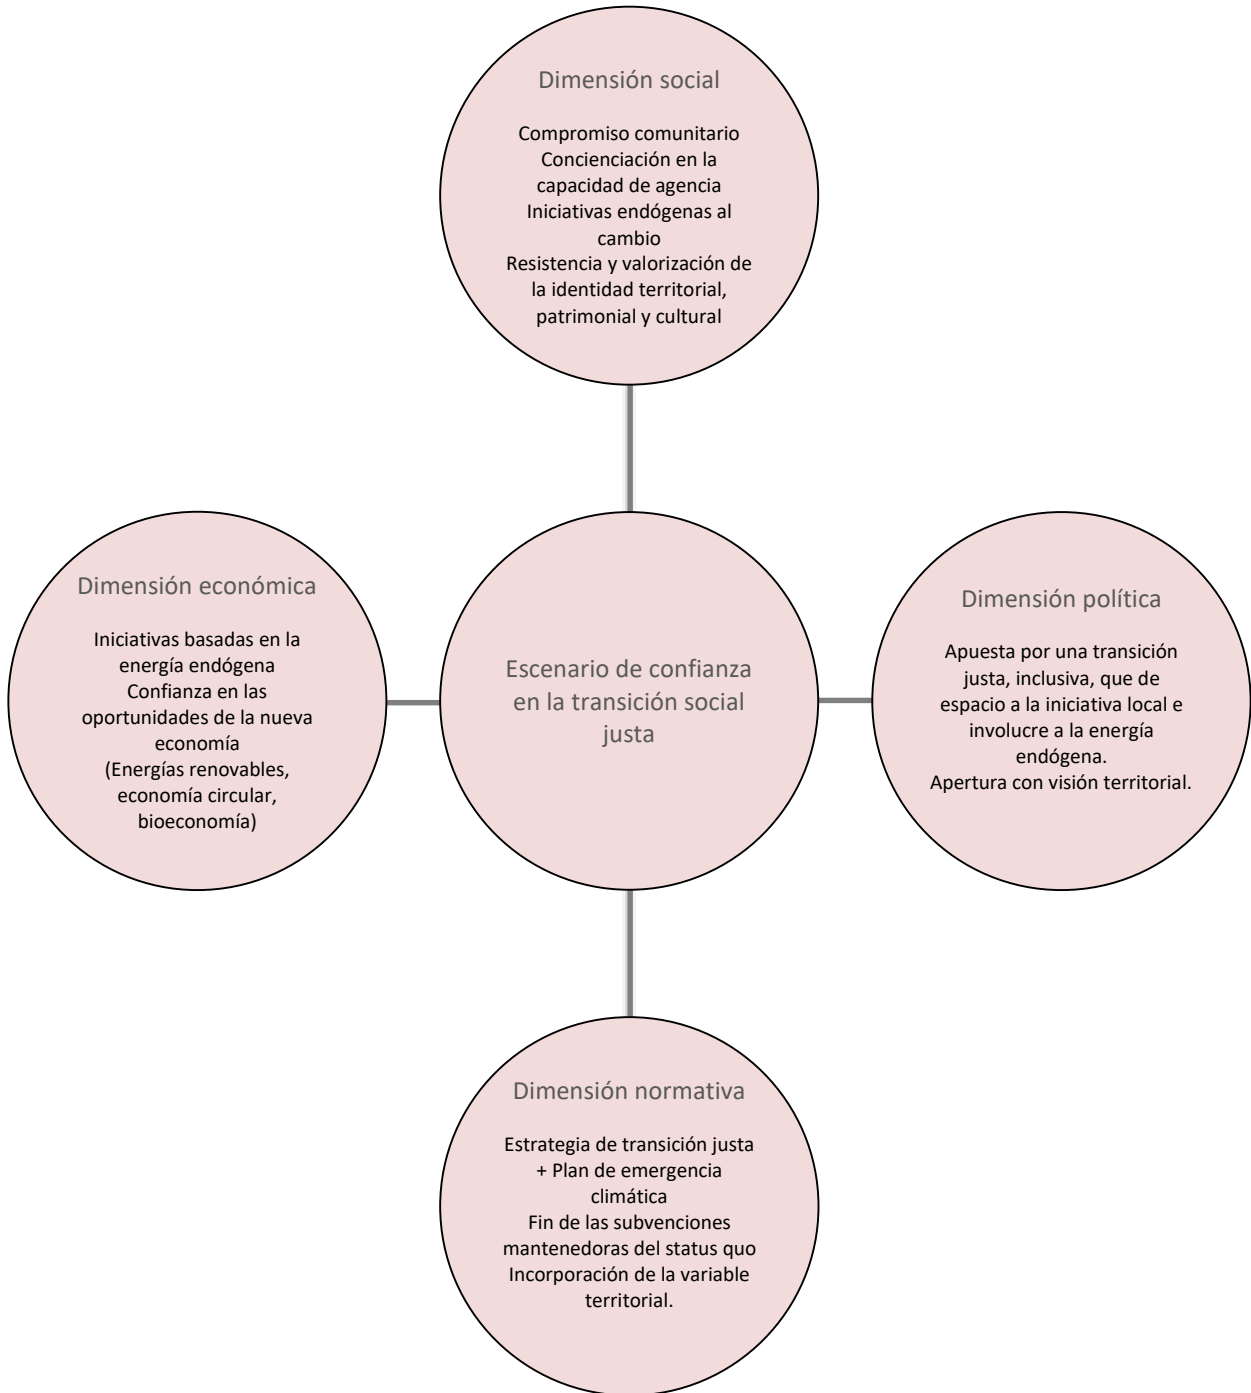 Dimensión social
Compromiso comunitario
Concienciación en la
capacidad de agencia
Iniciativas endógenas al
cambio
Resistencia y valorización de
la identidad territorial,
patrimonial y cultural
Dimensión económica
Iniciativas basadas en la
energía endógena
Confianza en las
oportunidades de la nueva
economía
(Energías renovables,
economía circular,
bioeconomía)
Escenario de confianza
en la transición social
justa
Dimensión política
Apuesta por una transición
justa, inclusiva, que de
espacio a la iniciativa local e
involucre a la energía
endógena.
Apertura con visión territorial.
Dimensión normativa
Estrategia de transición justa
+ Plan de emergencia
climática
Fin de las subvenciones
mantenedoras del status quo
Incorporación de la variable
territorial.